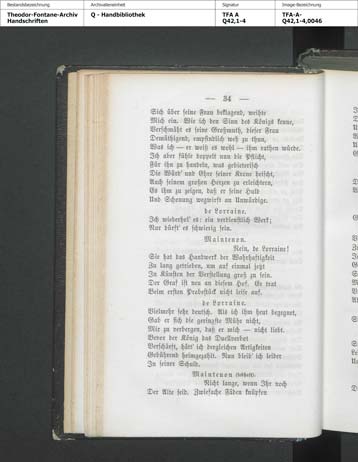 Bestandsbezeichnung
Archivalieneinheit
Signatur
Image-Bezeichnung
Theodor-Fontane-Archiv
Handschriften
Q - Handbibliothek
TFA A
Q42,1-4
TFA-A-
Q42,1-4,0046
— 34 —
Sich über seine Frau beklagend, weihte
Mich ein. Wie ich den Sinn des Königs kenne,
Verschmäht es seine Großmuth, dieser Frau
Demüthigend, empfindlich weh zu thun,
Was ich — er weiß es wohl — ihm rathen würde.
Ich aber fühle doppelt nun die Pflicht,
Für ihn zu handeln, was gebieterisch
Die Würd' und Ehre seiner Krone heischt,
Auch seinem großen Herzen zu erleichtern,
Es ihm zu zeigen, daß er seine Huld
Und Schonung wegwirft an Unwürdige.
de Lorraine.
Ich wiederhol' es: ein verdienstlich Werk;
Nur dürft' es schwierig sein.
Maintenon.
Nein, de Lorraine!
Sie hat das Handwerk der Wahrhaftigkeit
Zu lang getrieben, um auf einmal jetzt
In Künsten der Verstellung groß zu sein.
Der Graf ist neu an diesem Hof. Er trat
Beim ersten Probestück nicht leise auf.
de Lorraine.
Vielmehr sehr deutsch. Als ich ihm heut begegnet,
Gab er sich die geringste Mühe nicht,
Mir zu verbergen, daß er mich — nicht liebt.
Bevor der König das Duellverbot
Verschärft, hätt' ich dergleichen Artigkeiten
Gebührend heimgezahlt. Nun bleib' ich leider
In seiner Schuld.
Maintenon
Nicht lange, wenn Ihr noch
Der Alte seid. Zwiefache Fäden knüpfen